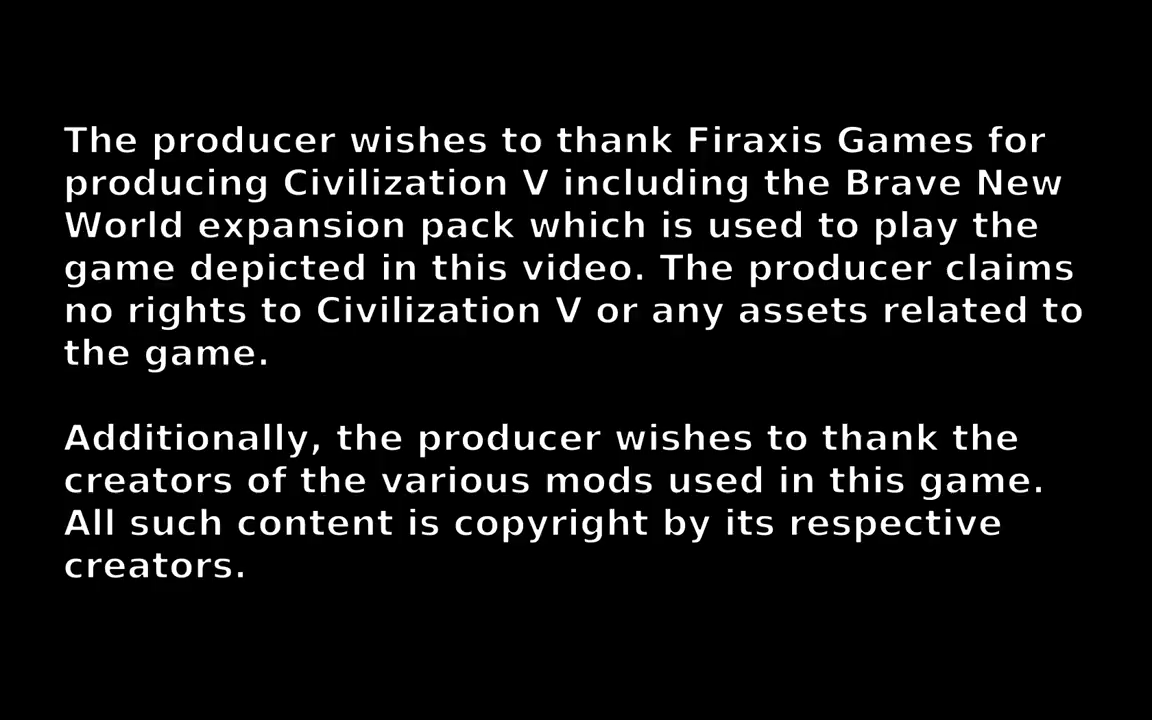 The producer wishes to thank Firaxis Games for
producing Civilization V including the Brave New
World expansion pack which is used to play the
game depicted in this video. The producer claims
no rights to Civilization V or any assets related to
the game.
Additionally, the producer wishes to thank the
creators of the various mods used in this game.
All such content is copyright by its respective
creators.